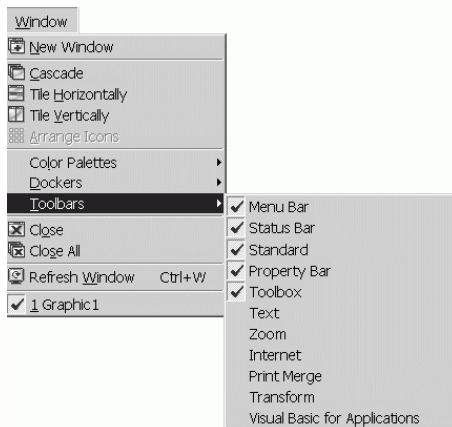 Window
New Window
Cascade
Tile Horizontally
Tile Vertically
Arrange Icons
Color Palettes
Dockers
Toolbars
Close
Close All
Refresh Window Ctrl+W
1 Graphic1
Menu Bar
Status Bar
Standard
Property Bar
Toolbox
Text
Zoom
Internet
Print Merge
Transform
Visual Basic for Applications